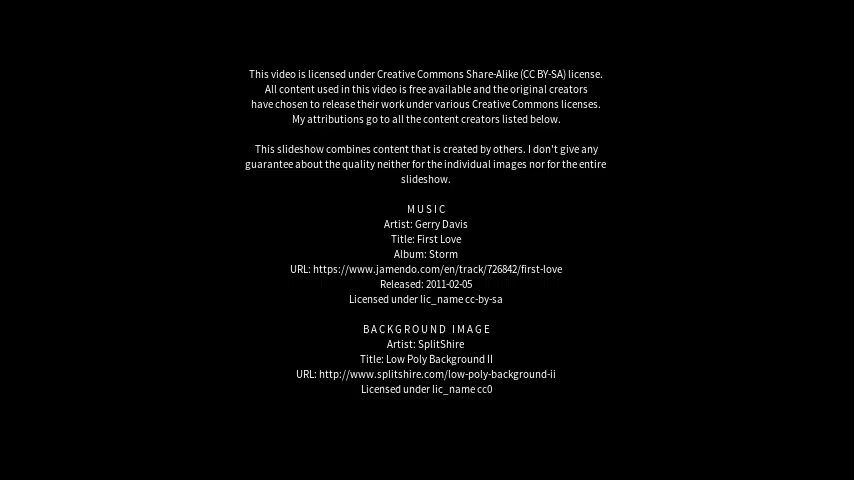 This video is licensed under Creative Commons Share-Alike (CC BY-SA) license.
All content used in this video is free available and the original creators
have chosen to release their work under various Creative Commons licenses.
My attributions go to all the content creators listed below.
This slideshow combines content that is created by others. I don't give any
guarantee about the quality neither for the individual images nor for the entire
slideshow.
MUSIC
Artist: Gerry Davis
Title: First Love
Album: Storm
URL: https://www.jamendo.com/en/track/726842/first-love
Released: 2011-02-05
Licensed under lic_name cc-by-sa
BACKGROUND IMAGE
Artist: SplitShire
Title: Low Poly Background II
URL: http://www.splitshire.com/low-poly-background-ii
Licensed under lic_name cc0